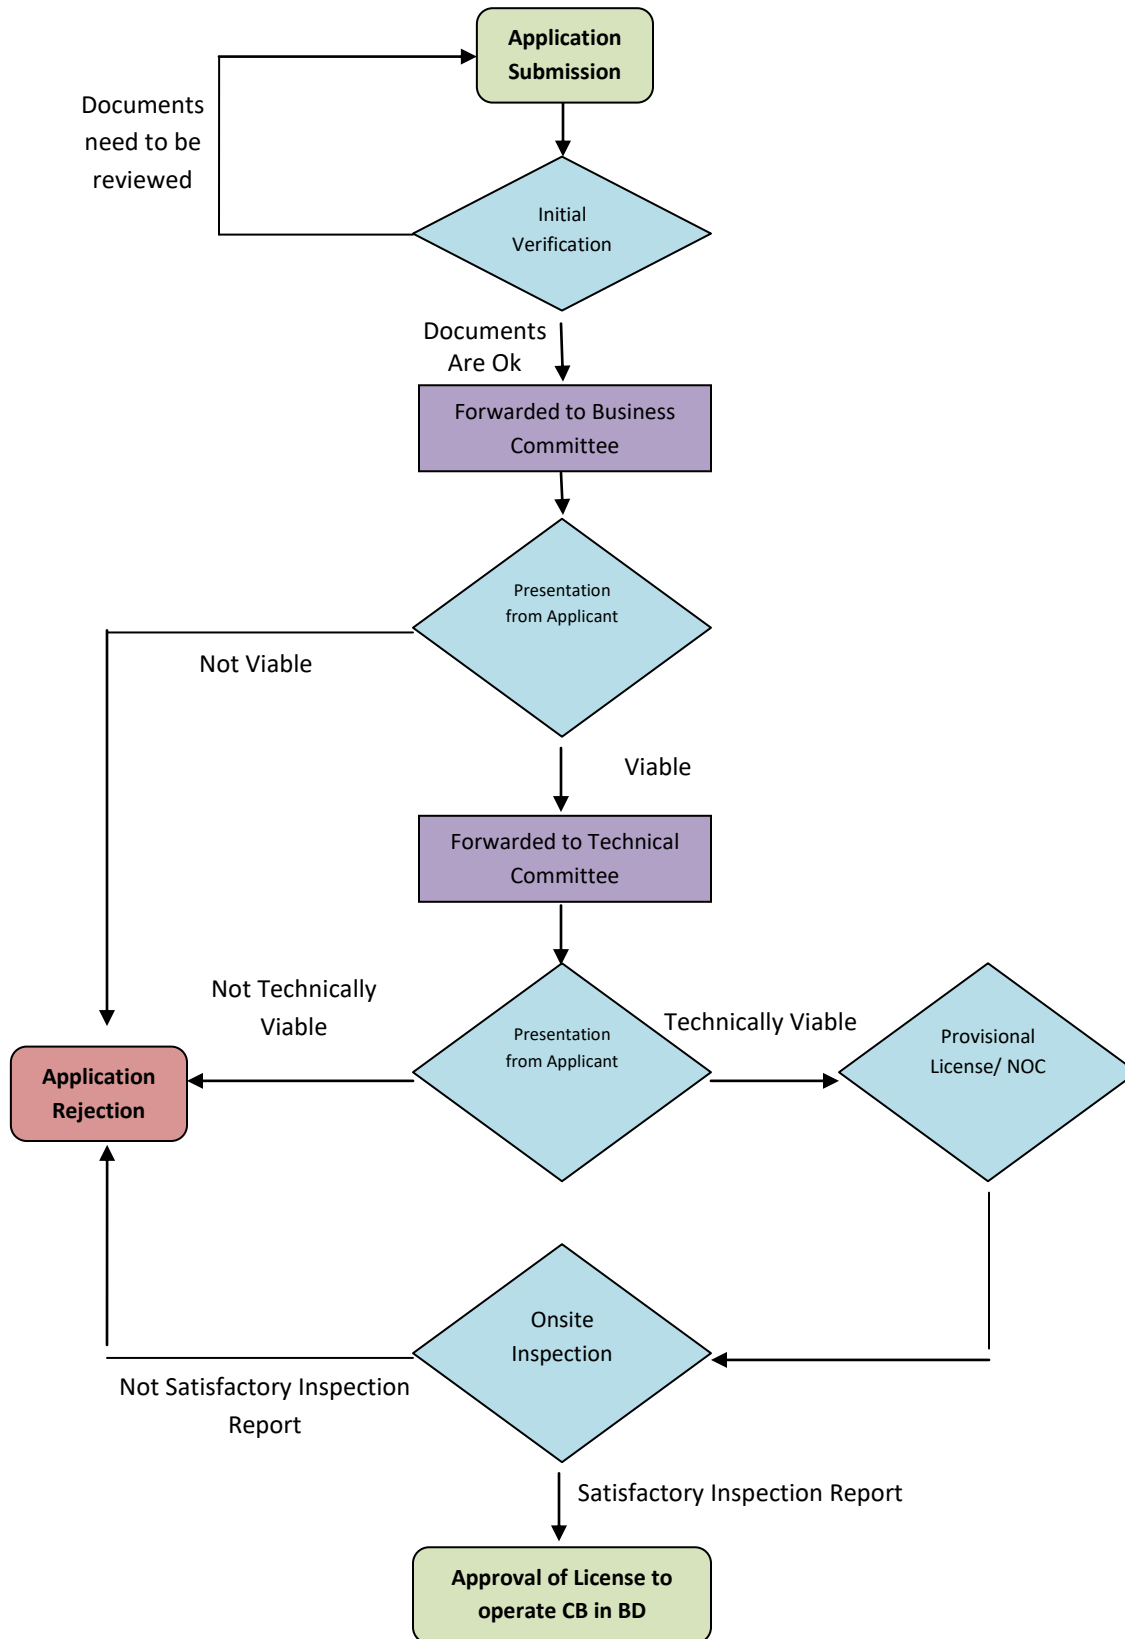 Application
Submission
Documents
need to be
reviewed
Initial
Verification
Documents
Are Ok
Forwarded to Business
Committee
Presentation
from Applicant
Not Viable
Viable
Forwarded to Technical
Committee
Not Technically
Viable
Presentation
from Applicant
Technically Viable
Provisional
License/ NOC
Application
Rejection
Onsite
Inspection
Not Satisfactory Inspection
Report
Satisfactory Inspection Report
Approval of License to
operate CB in BD